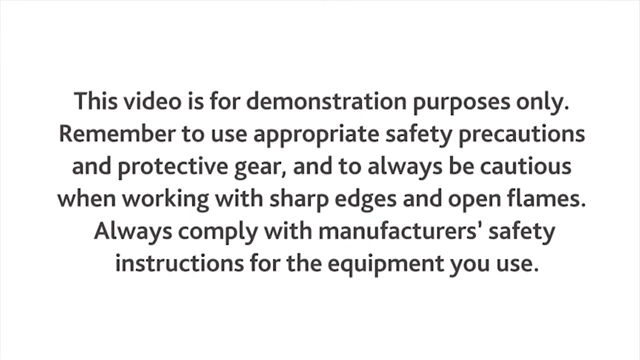 This video is for demonstration purposes only.
Remember to use appropriate safety precautions
and protective gear, and to always be cautious
when working with sharp edges and open flames.
Always comply with manufacturers’ safety
instructions for the equipment you use.